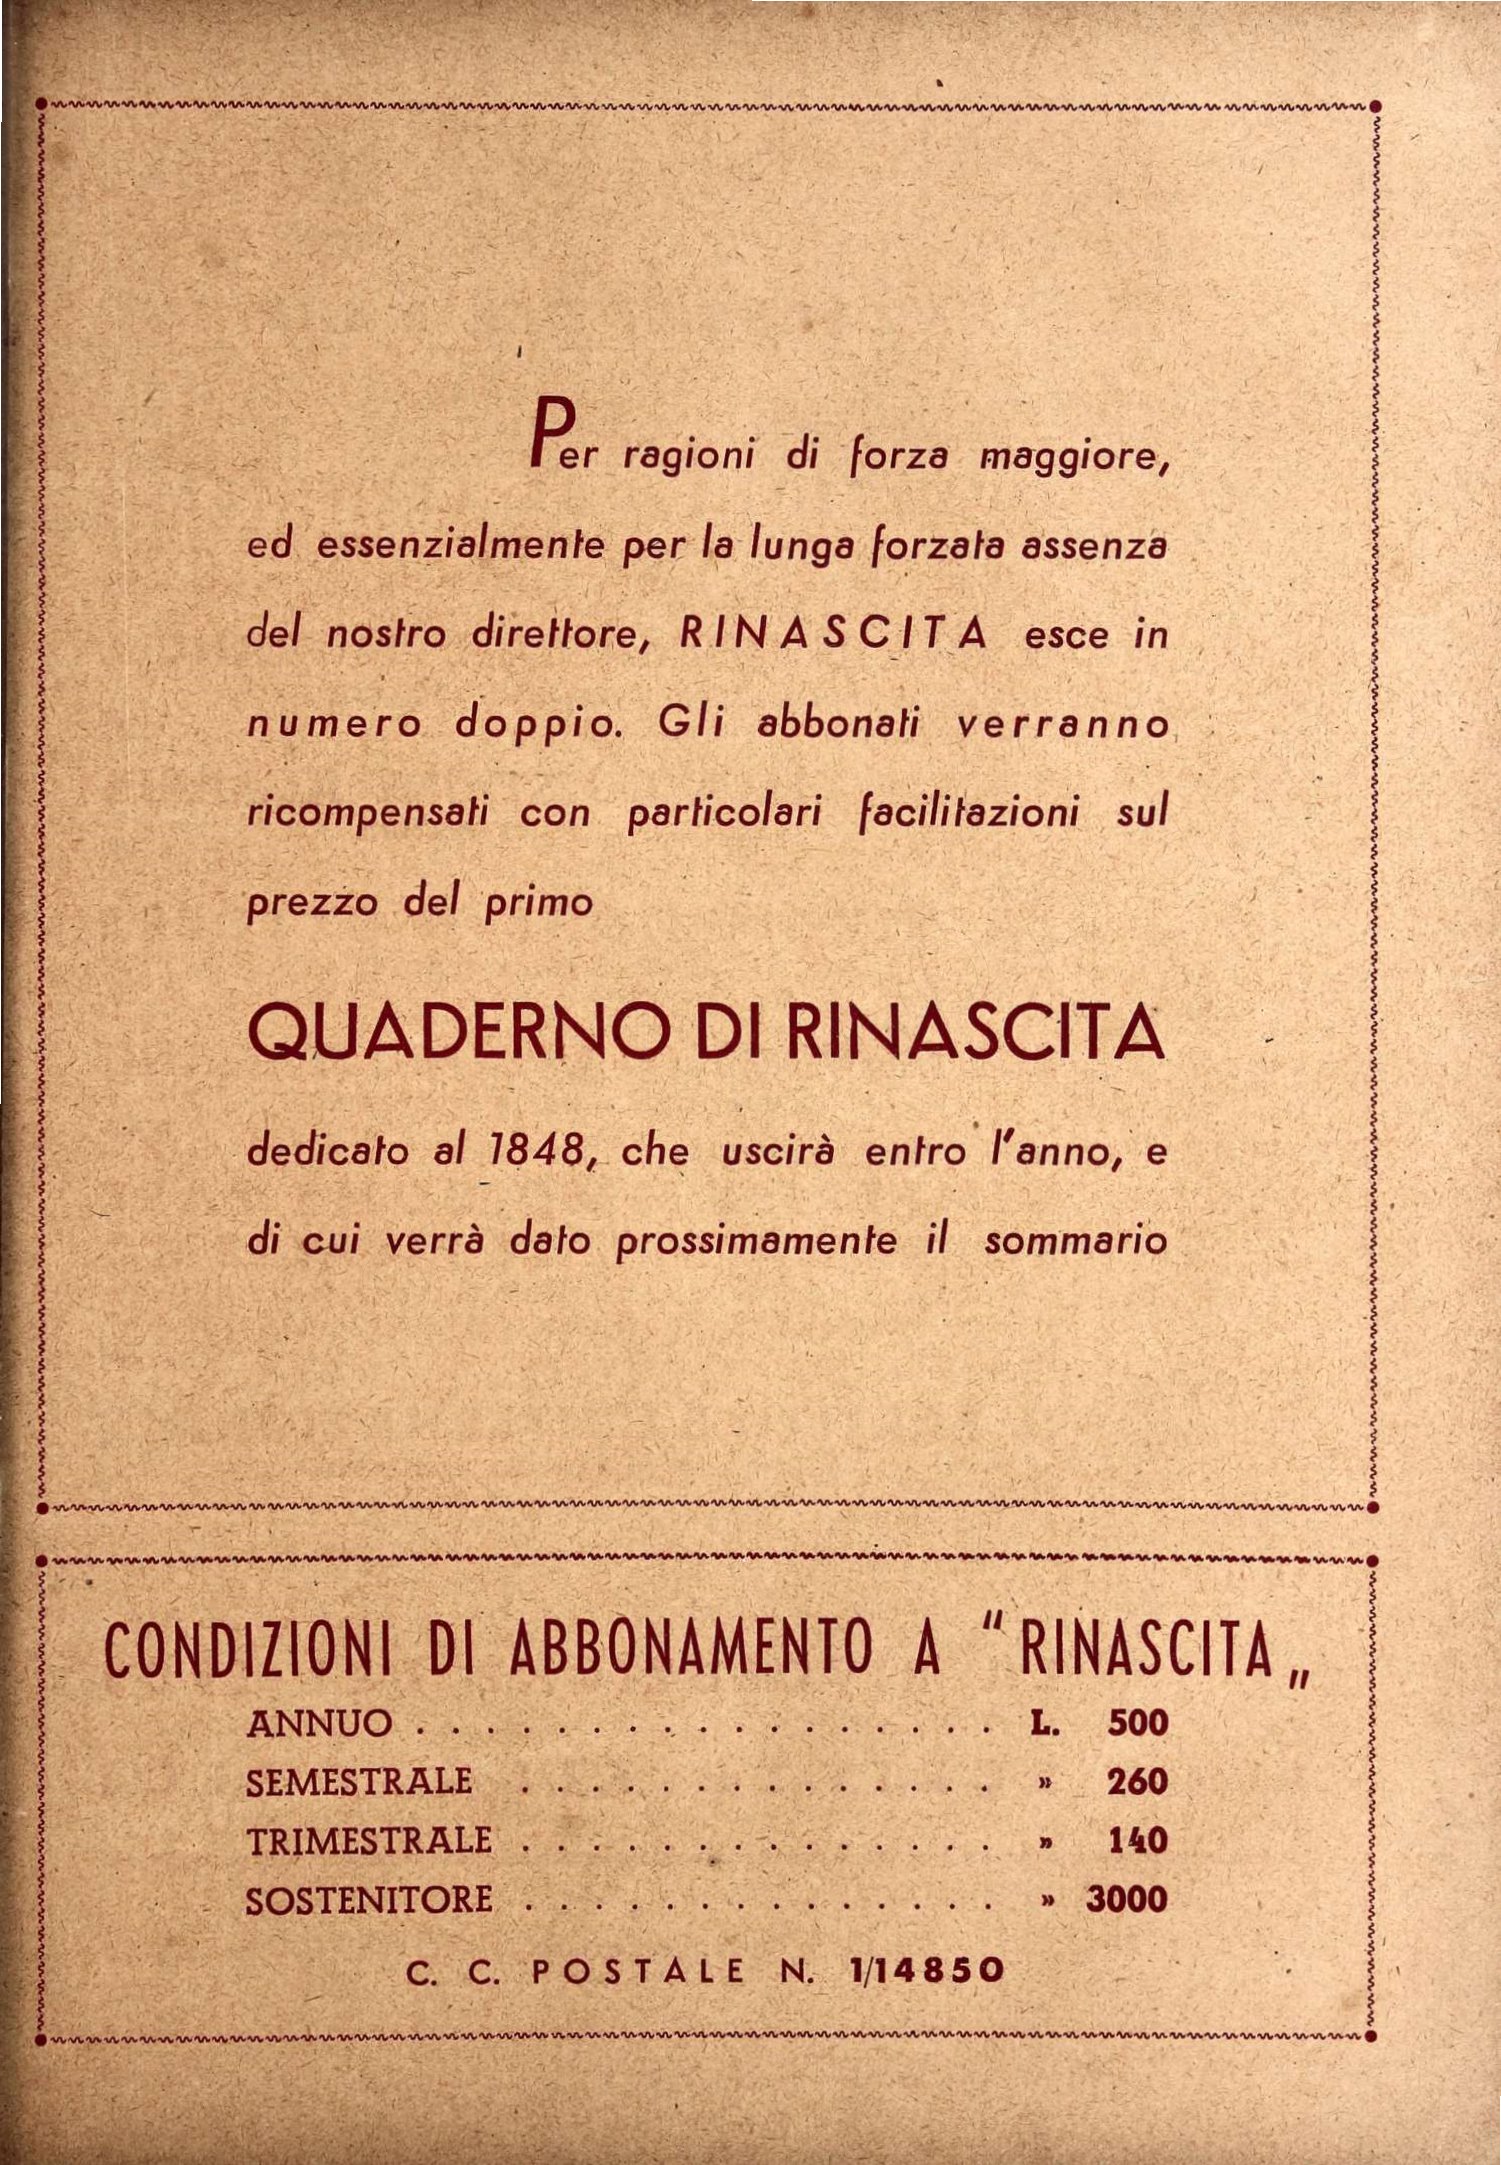 Per ragioni di forza maggiore,
ed essenzialmente per la lunga forzata assenza
del nostro direttore, RINASCITA esce in
numero doppio. Gli abbonati verranno
ricompensati con particolari facilitazioni sul
prezzo del primo
QUADERNO DI RINASCITA
dedicato al 1848, che uscirà entro l'anno, e
di cui verrà dato prossimamente il sommario
CONDIZIONI DI ABBONAMENTO A “RINASCITA„
ANNUO . . . . . . . . . . . . . . . . . L. 500
SEMESTRALE . . . . . . . . . . . . . . » 260
TRIMESTRALE . . . . . . . . . . . . . . » 140
SOSTENITORE . . . . . . . . . . . . . . » 3000
C. C. POSTALE N. 1/14850